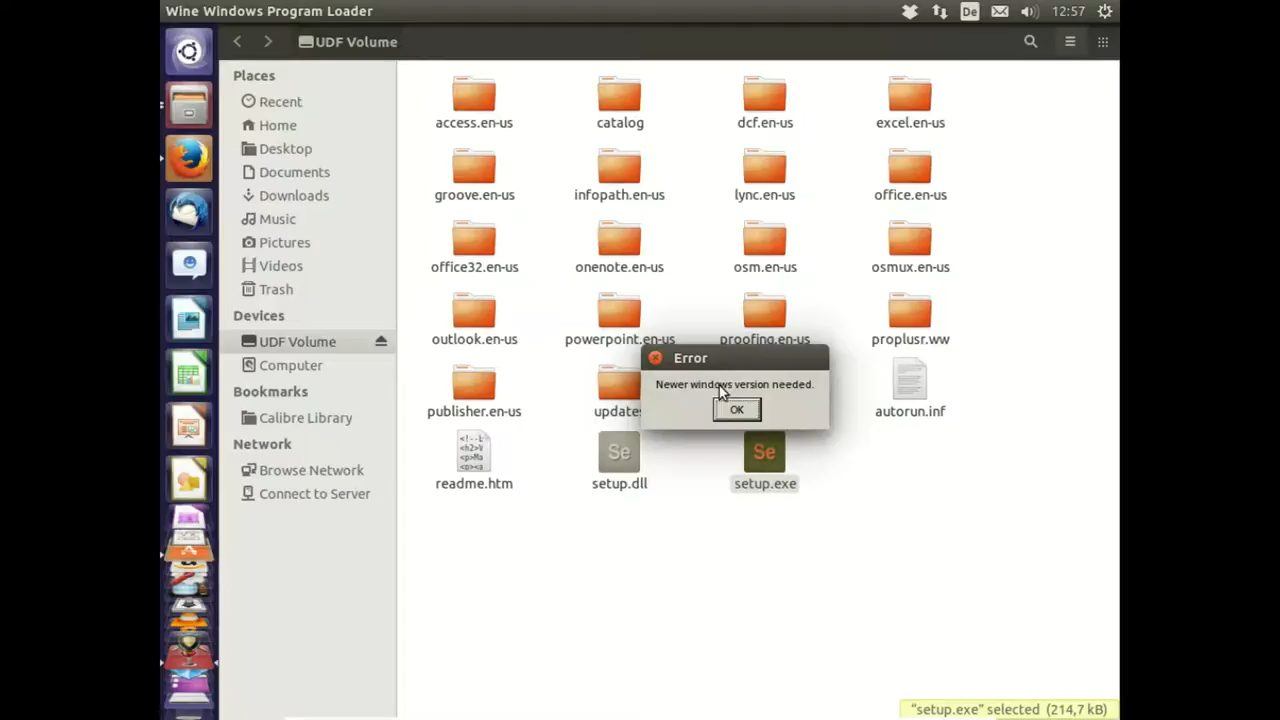 Wine Windows Program Loader
De
12:57
UDF Volume
Places
Recent
Home
Desktop
Documents
Downloads
Music
Pictures
Videos
Trash
Devices
UDF Volume
Computer
Bookmarks
Calibre Library
Network
Browse Network
Connect to Server
access.en-us
catalog
dcf.en-us
excel.en-us
groove.en-us
infopath.en-us
lync.en-us
office.en-us
office32.en-us
onenote.en-us
osm.en-us
osmux.en-us
outlook.en-us
powerpoint.en-us
proofing.en-us
proplusr.ww
publisher.en-us
updates
autorun.inf
<!--b
<h2>V
<p>Ma
<p><a
readme.htm
Se
setup.dll
Se
setup.exe
Error
Newer windows version needed.
OK
"setup.exe" selected (214,7 kB)